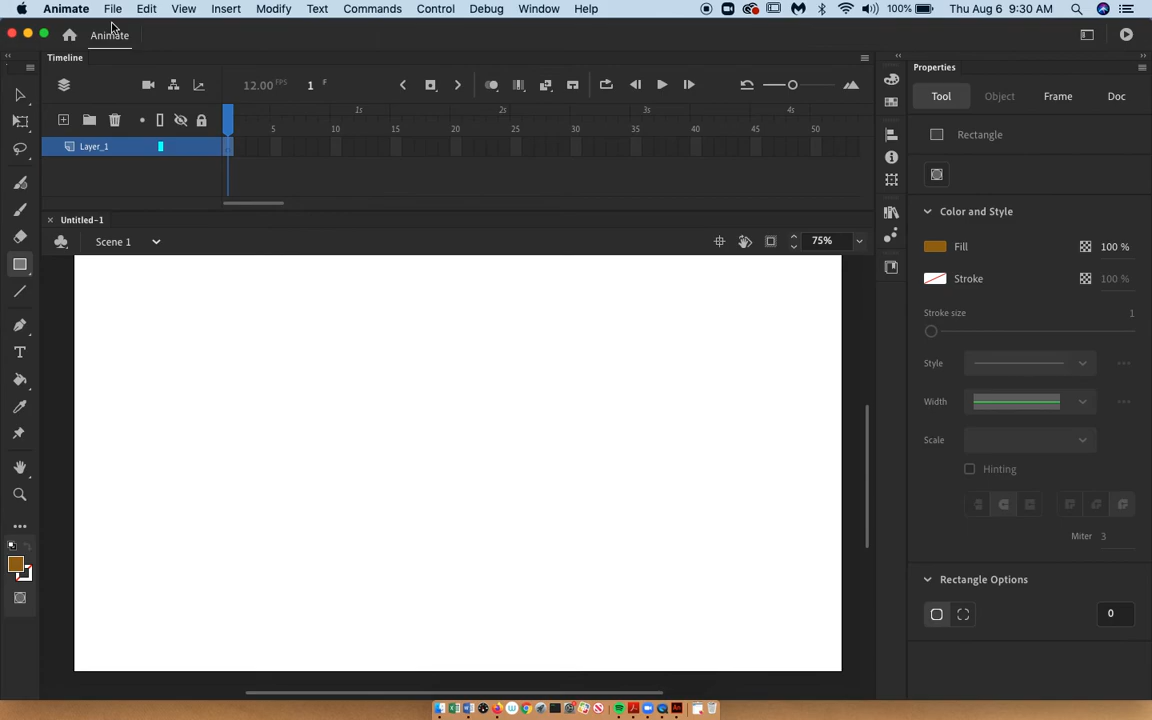 Animate File Edit View Insert Modify Text Commands Control Debug Window Help 100% Thu Aug 6 9:30 AM
Animate
Timeline
Properties
12.00 FPS 1 F
Tool Object Frame Doc
1s 2s 3s 4s
5 10 15 20 25 30 35 40 45 50
Rectangle
Layer_1
Color and Style
Untitled-1
Scene 1 75%
Fill 100 %
Stroke 100 %
Stroke size 1
Style
Width
Scale
Hinting
Miter 3
Rectangle Options
0